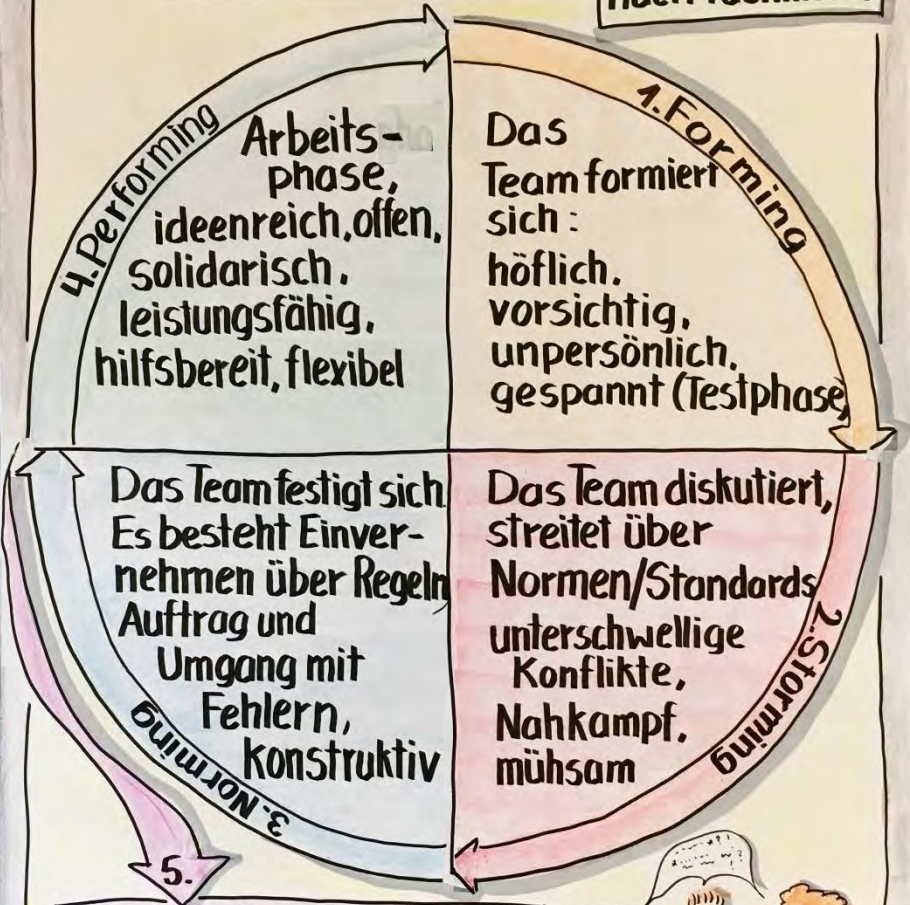 1. Forming
Das
Team formiert
sich:
höflich,
vorsichtig,
unpersönlich,
gespannt (Testphase)
2. Storming
Das Team diskutiert,
streitet über
Normen/Standards
unterschwellige
Konflikte,
Nahkampf,
mühsam
3. Norming
Das Team festigt sich.
Es besteht Einver-
nehmen über Regeln,
Auftrag und
Umgang mit
Fehlern,
konstruktiv
4. Performing
Arbeits-
phase,
ideenreich, offen,
solidarisch,
leistungsfähig,
hilfsbereit, flexibel
5.